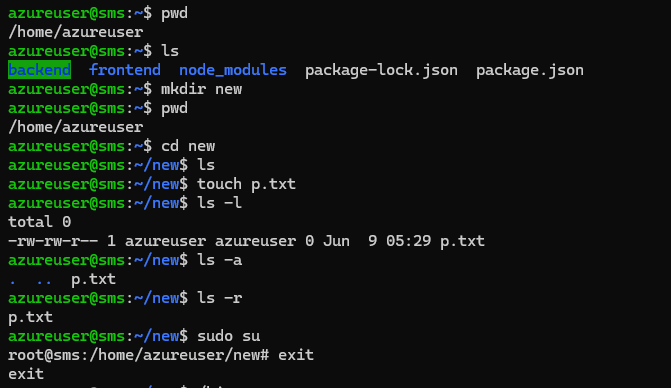 azureuser@sms:~$ pwd
/home/azureuser
azureuser@sms:~$ ls
backend  frontend  node_modules  package-lock.json  package.json
azureuser@sms:~$ mkdir new
azureuser@sms:~$ pwd
/home/azureuser
azureuser@sms:~$ cd new
azureuser@sms:~/new$ ls
azureuser@sms:~/new$ touch p.txt
azureuser@sms:~/new$ ls -l
total 0
-rw-rw-r-- 1 azureuser azureuser 0 Jun  9 05:29 p.txt
azureuser@sms:~/new$ ls -a
.  ..  p.txt
azureuser@sms:~/new$ ls -r
p.txt
azureuser@sms:~/new$ sudo su
root@sms:/home/azureuser/new# exit
exit